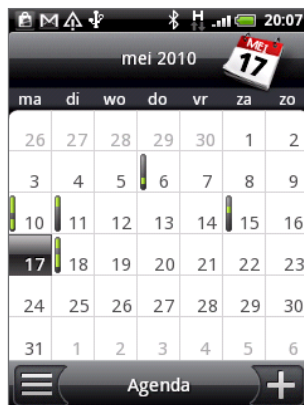 H 20:07
mei 2010
MEI
17
ma di wo do vr za zo
26 27 28 29 30 1 2
3 4 5 6 7 8 9
10 11 12 13 14 15 16
17 18 19 20 21 22 23
24 25 26 27 28 29 30
31 1 2 3 4 5 6
Agenda